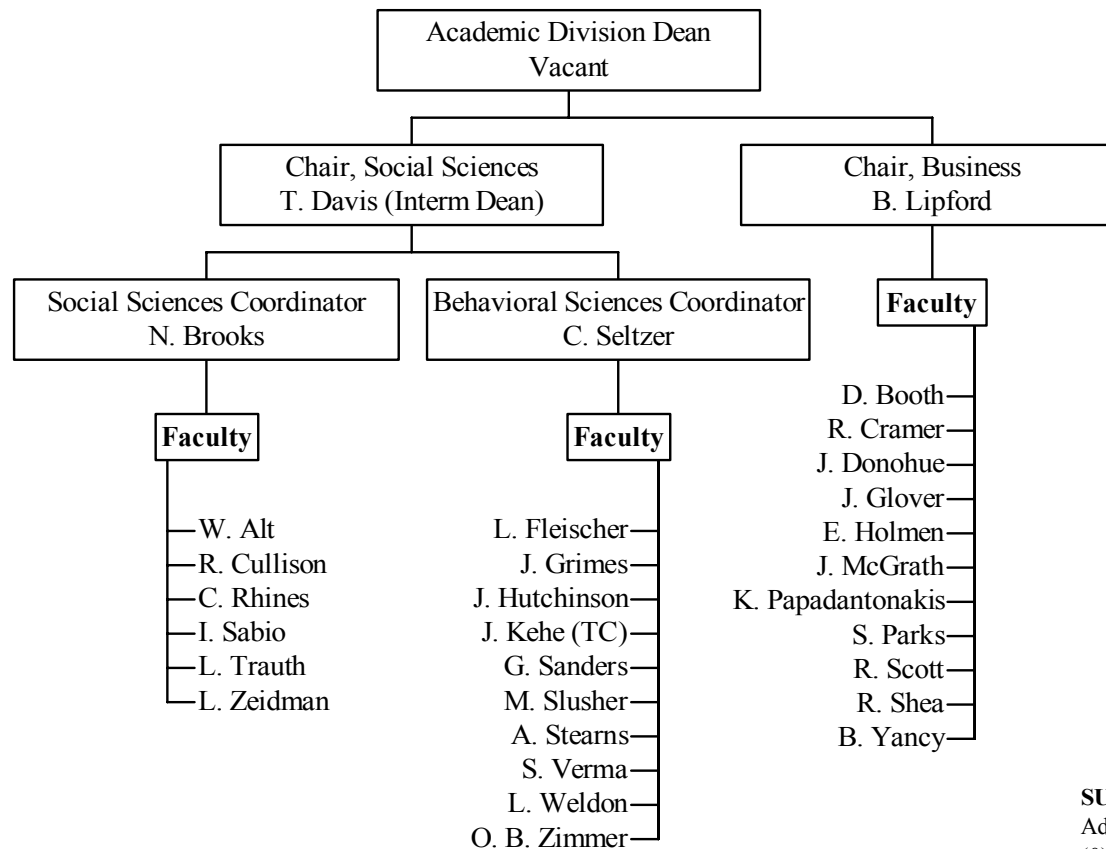 Academic Division Dean
Vacant
Chair, Social Sciences
T. Davis (Interm Dean)
Chair, Business
B. Lipford
Social Sciences Coordinator
N. Brooks
Behavioral Sciences Coordinator
C. Seltzer
Faculty
W. Alt
R. Cullison
C. Rhines
I. Sabio
L. Trauth
L. Zeidman
Faculty
L. Fleischer
J. Grimes
J. Hutchinson
J. Kehe (TC)
G. Sanders
M. Slusher
A. Stearns
S. Verma
L. Weldon
O. B. Zimmer
Faculty
D. Booth
R. Cramer
J. Donohue
J. Glover
E. Holmen
J. McGrath
K. Papadantonakis
S. Parks
R. Scott
R. Shea
B. Yancy
SU
Ad